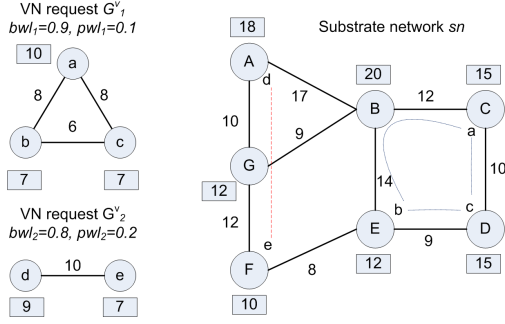 VN request G^v_1
bwl1=0.9, pwl1=0.1
10
a
8
8
6
b
c
7
7
VN request G^v_2
bwl2=0.8, pwl2=0.2
10
d
e
9
7
Substrate network sn
18
A
d
20
15
17
B
12
C
10
9
a
G
14
10
12
12
b
c
e
E
D
F
8
9
12
15
10